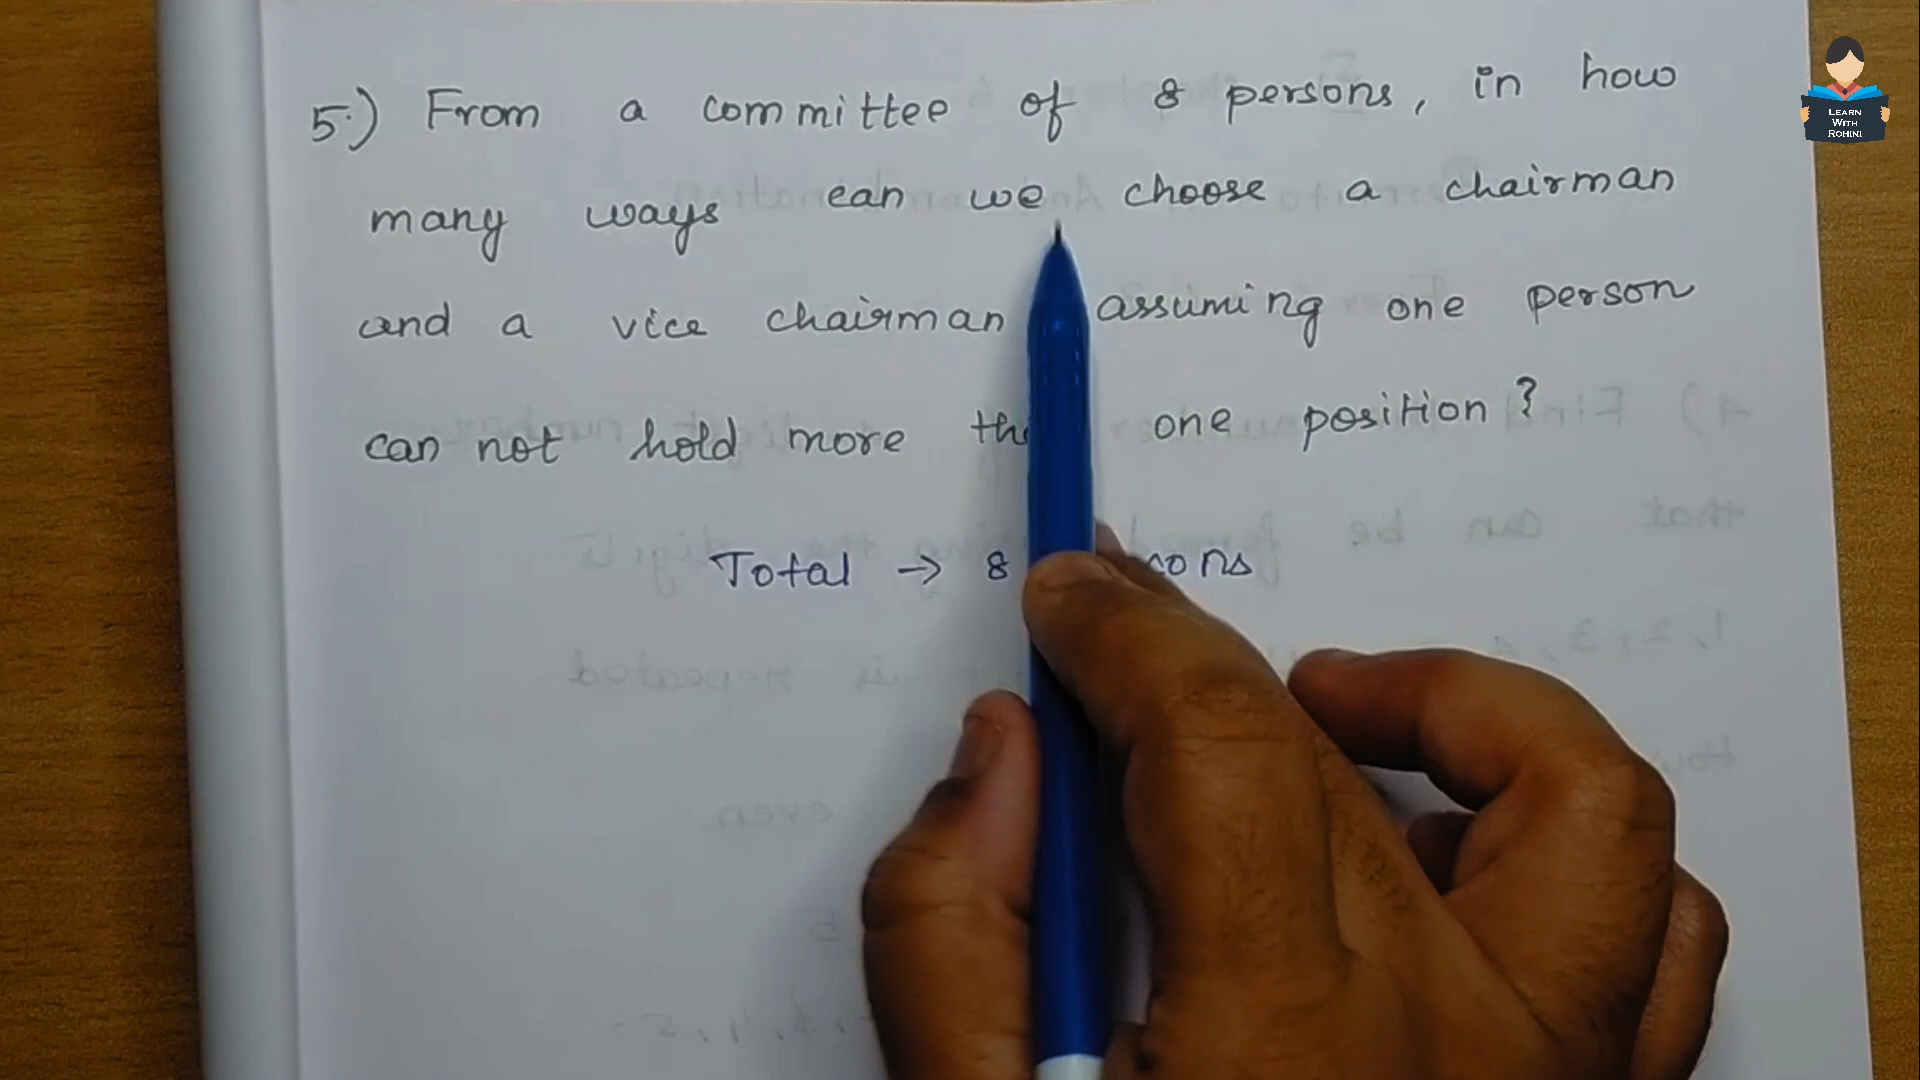 5.) From a committee of 8 persons, in how
many ways can we choose a chairman
and a vice chairman assuming one person
can not hold more one position?
Total → 8
LEARN
WITH
ROHINI